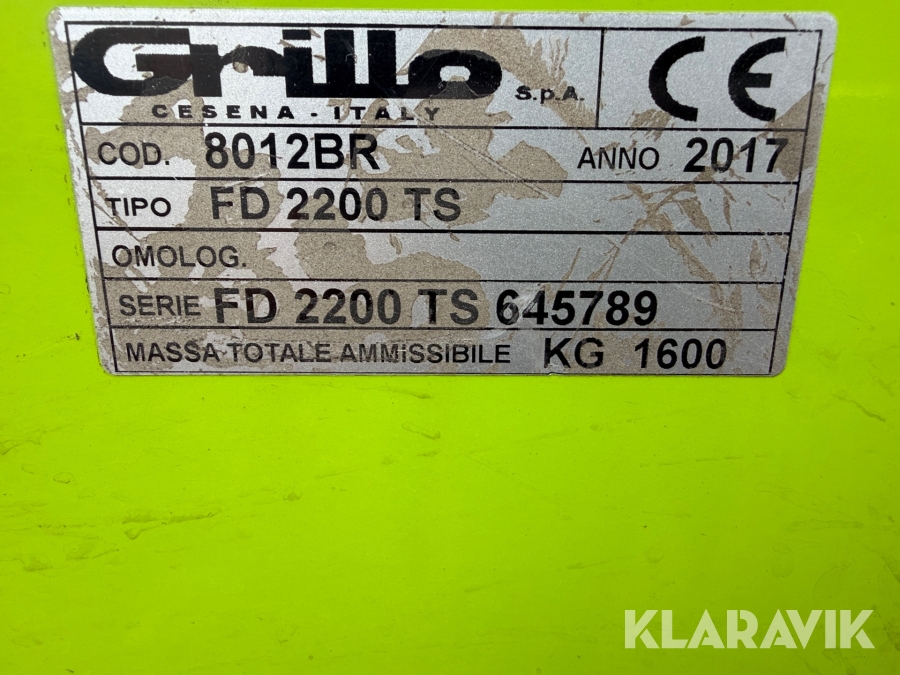 Grillo S.p.A. CE
CESENA - ITALY
COD. 8012BR ANNO 2017
TIPO FD 2200 TS
OMOLOG.
SERIE FD 2200 TS 645789
MASSA TOTALE AMMISSIBILE KG 1600
KLARAVIK